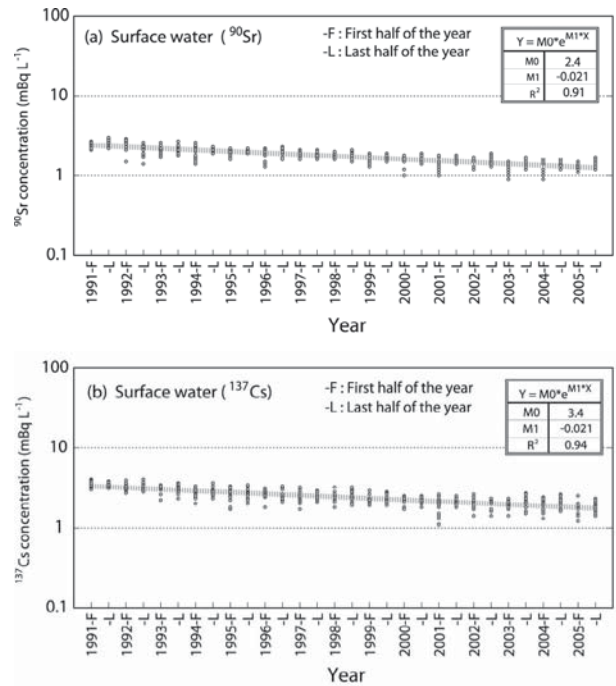 (a) Surface water ( ⁹⁰Sr)
-F : First half of the year
-L : Last half of the year
Y = M0*e^M1*X
M0 2.4
M1 -0.021
R² 0.91
⁹⁰Sr concentration (mBq L⁻¹)
100
10
1
0.1
1991-F -L 1992-F -L 1993-F -L 1994-F -L 1995-F -L 1996-F -L 1997-F -L 1998-F -L 1999-F -L 2000-F -L 2001-F -L 2002-F -L 2003-F -L 2004-F -L 2005-F -L
Year
(b) Surface water ( ¹³⁷Cs)
-F : First half of the year
-L : Last half of the year
Y = M0*e^M1*X
M0 3.4
M1 -0.021
R² 0.94
¹³⁷Cs concentration (mBq L⁻¹)
100
10
1
0.1
1991-F -L 1992-F -L 1993-F -L 1994-F -L 1995-F -L 1996-F -L 1997-F -L 1998-F -L 1999-F -L 2000-F -L 2001-F -L 2002-F -L 2003-F -L 2004-F -L 2005-F -L
Year